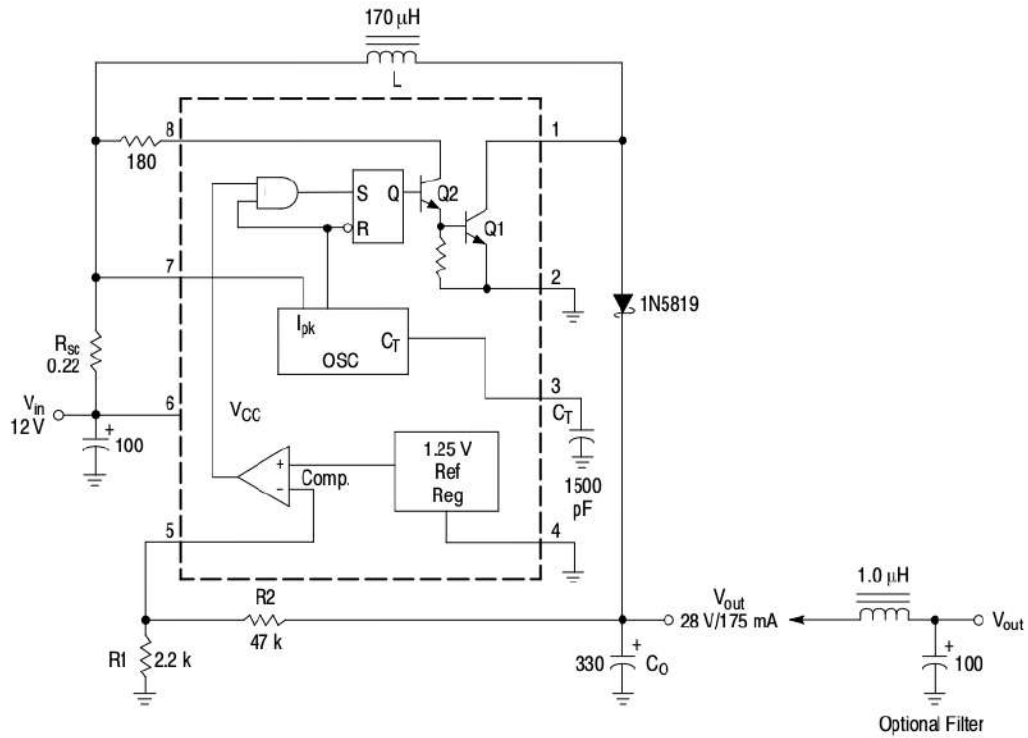 170 μH
L
8
1
180
S
Q
Q2
R
Q1
7
2
1N5819
Ipk
CT
OSC
Rsc
0.22
3
Vin
12 V
6
VCC
CT
+
100
1.25 V
Ref
Reg
+
Comp.
−
1500
pF
5
4
1.0 μH
R2
Vout
28 V/175 mA
Vout
47 k
R1
2.2 k
330
+
CO
+
100
Optional Filter